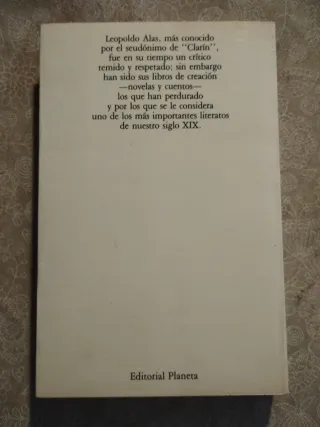 Leopoldo Alas, más conocido
por el seudónimo de "Clarín",
fue en su tiempo un crítico
temido y respetado; sin embargo
han sido sus libros de creación
—novelas y cuentos—
los que han perdurado
y por los que se le considera
uno de los más importantes literatos
de nuestro siglo XIX.
Editorial Planeta